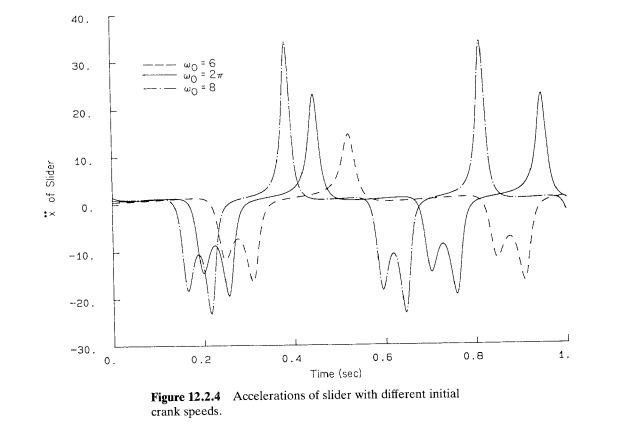 40.
30.
20.
10.
0.
-10.
-20.
-30.
ẍ of Slider
ω₀ = 6
ω₀ = 2π
ω₀ = 8
0. 0.2 0.4 0.6 0.8 1.
Time (sec)
Figure 12.2.4 Accelerations of slider with different initial
crank speeds.